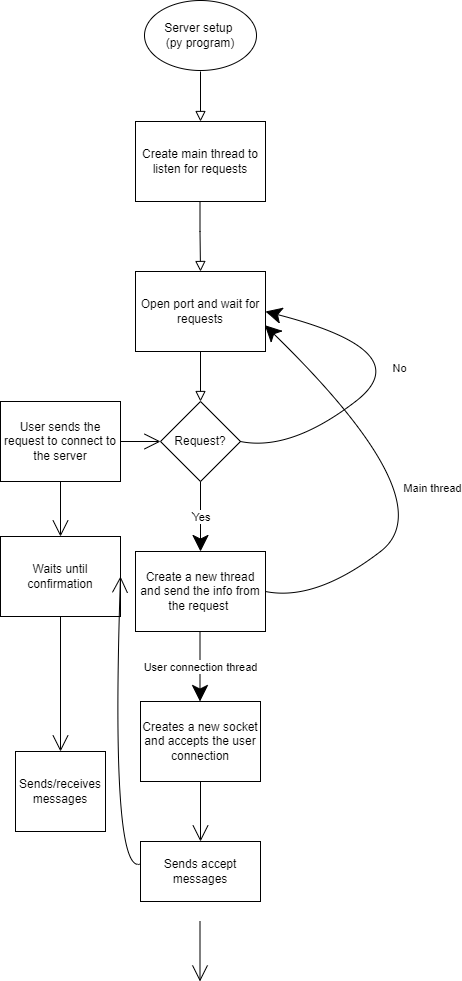 Server setup
(py program)
Create main thread to
listen for requests
Open port and wait for
requests
No
User sends the
request to connect to
the server
Request?
Main thread
Yes
Waits until
confirmation
Create a new thread
and send the info from
the request
User connection thread
Creates a new socket
and accepts the user
connection
Sends/receives
messages
Sends accept
messages